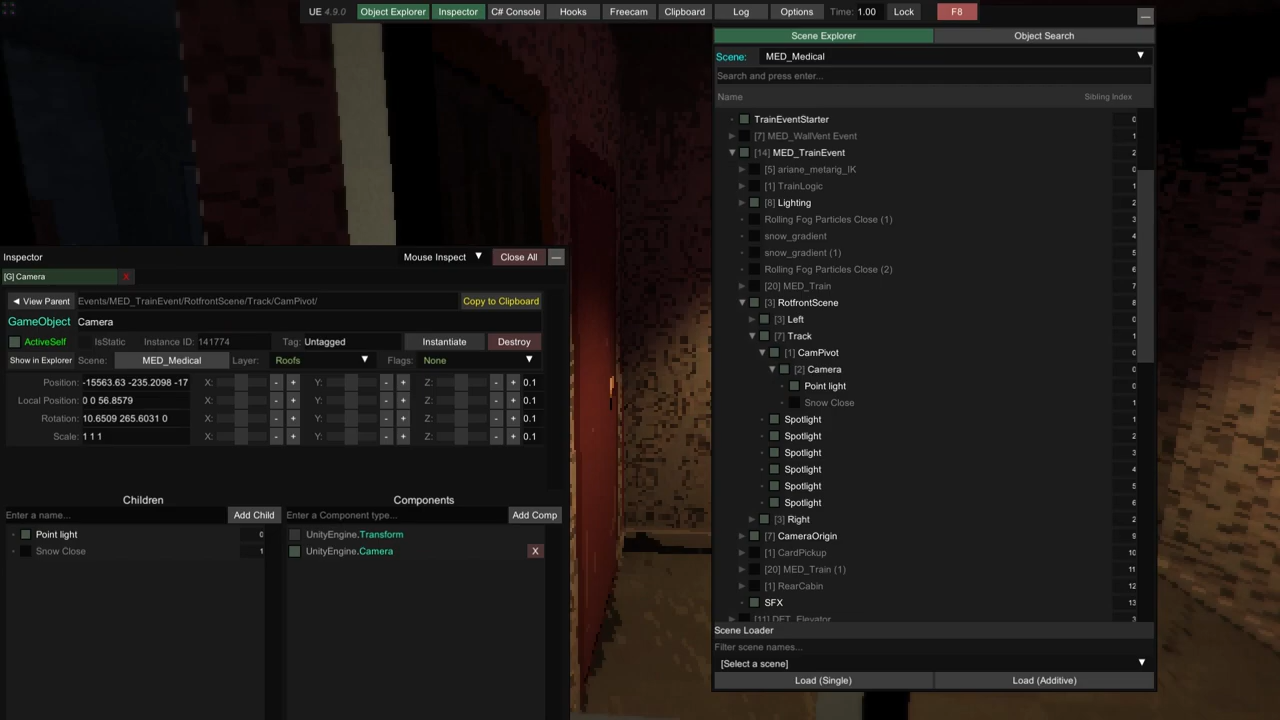 UE 4.9.0 Object Explorer Inspector C# Console Hooks Freecam Clipboard Log Options Time: 1.00 Lock F8
—
Scene Explorer Object Search
Scene: MED_Medical ▼
Search and press enter...
Name Sibling Index
TrainEventStarter 0
[7] MED_WallVent Event 1
[14] MED_TrainEvent 2
[5] ariane_metarig_IK 0
[1] TrainLogic 1
[8] Lighting 2
Rolling Fog Particles Close (1) 3
snow_gradient 4
snow_gradient (1) 5
Rolling Fog Particles Close (2) 6
[20] MED_Train 7
[3] RotfrontScene 8
[3] Left 0
[7] Track 1
[1] CamPivot 0
[2] Camera 0
Point light 0
Snow Close 1
Spotlight 1
Spotlight 2
Spotlight 3
Spotlight 4
Spotlight 5
Spotlight 6
[3] Right 2
[7] CameraOrigin 9
[1] CardPickup 10
[20] MED_Train (1) 11
[1] RearCabin 12
SFX 13
[11] DET_Elevator 3
Scene Loader
Filter scene names...
[Select a scene] ▼
Load (Single) Load (Additive)
Inspector Mouse Inspect ▼ Close All —
[G] Camera X
◄ View Parent Events/MED_TrainEvent/RotfrontScene/Track/CamPivot/ Copy to Clipboard
GameObject Camera
ActiveSelf IsStatic Instance ID: 141774 Tag: Untagged Instantiate Destroy
Show in Explorer Scene: MED_Medical Layer: Roofs ▼ Flags: None ▼
Position: -15563.63 -235.2098 -17 X: - + Y: - + Z: - + 0.1
Local Position: 0 0 56.8579 X: - + Y: - + Z: - + 0.1
Rotation: 10.6509 265.6031 0 X: - + Y: - + Z: - + 0.1
Scale: 1 1 1 X: - + Y: - + Z: - + 0.1
Children
Enter a name... Add Child
Point light 0
Snow Close 1
Components
Enter a Component type... Add Comp
UnityEngine.Transform
UnityEngine.Camera X